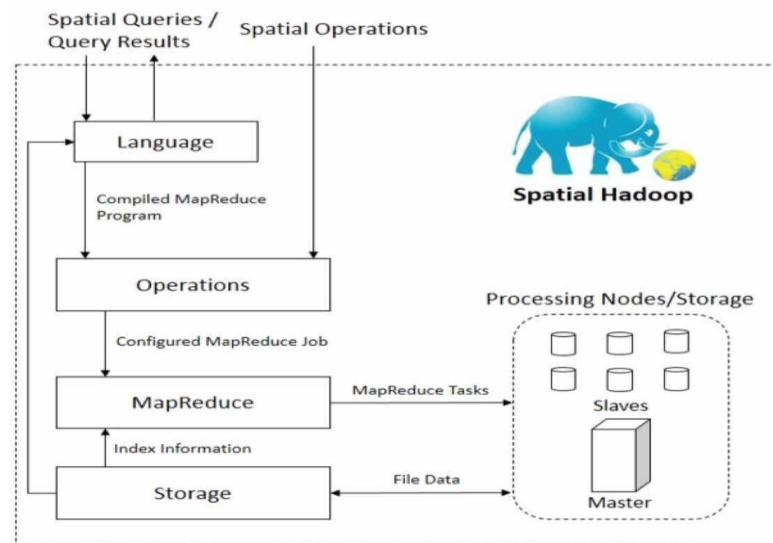 Spatial Queries /
Query Results
Spatial Operations
Language
Spatial Hadoop
Compiled MapReduce
Program
Operations
Processing Nodes/Storage
Configured MapReduce Job
MapReduce
MapReduce Tasks
Slaves
Index Information
Storage
File Data
Master